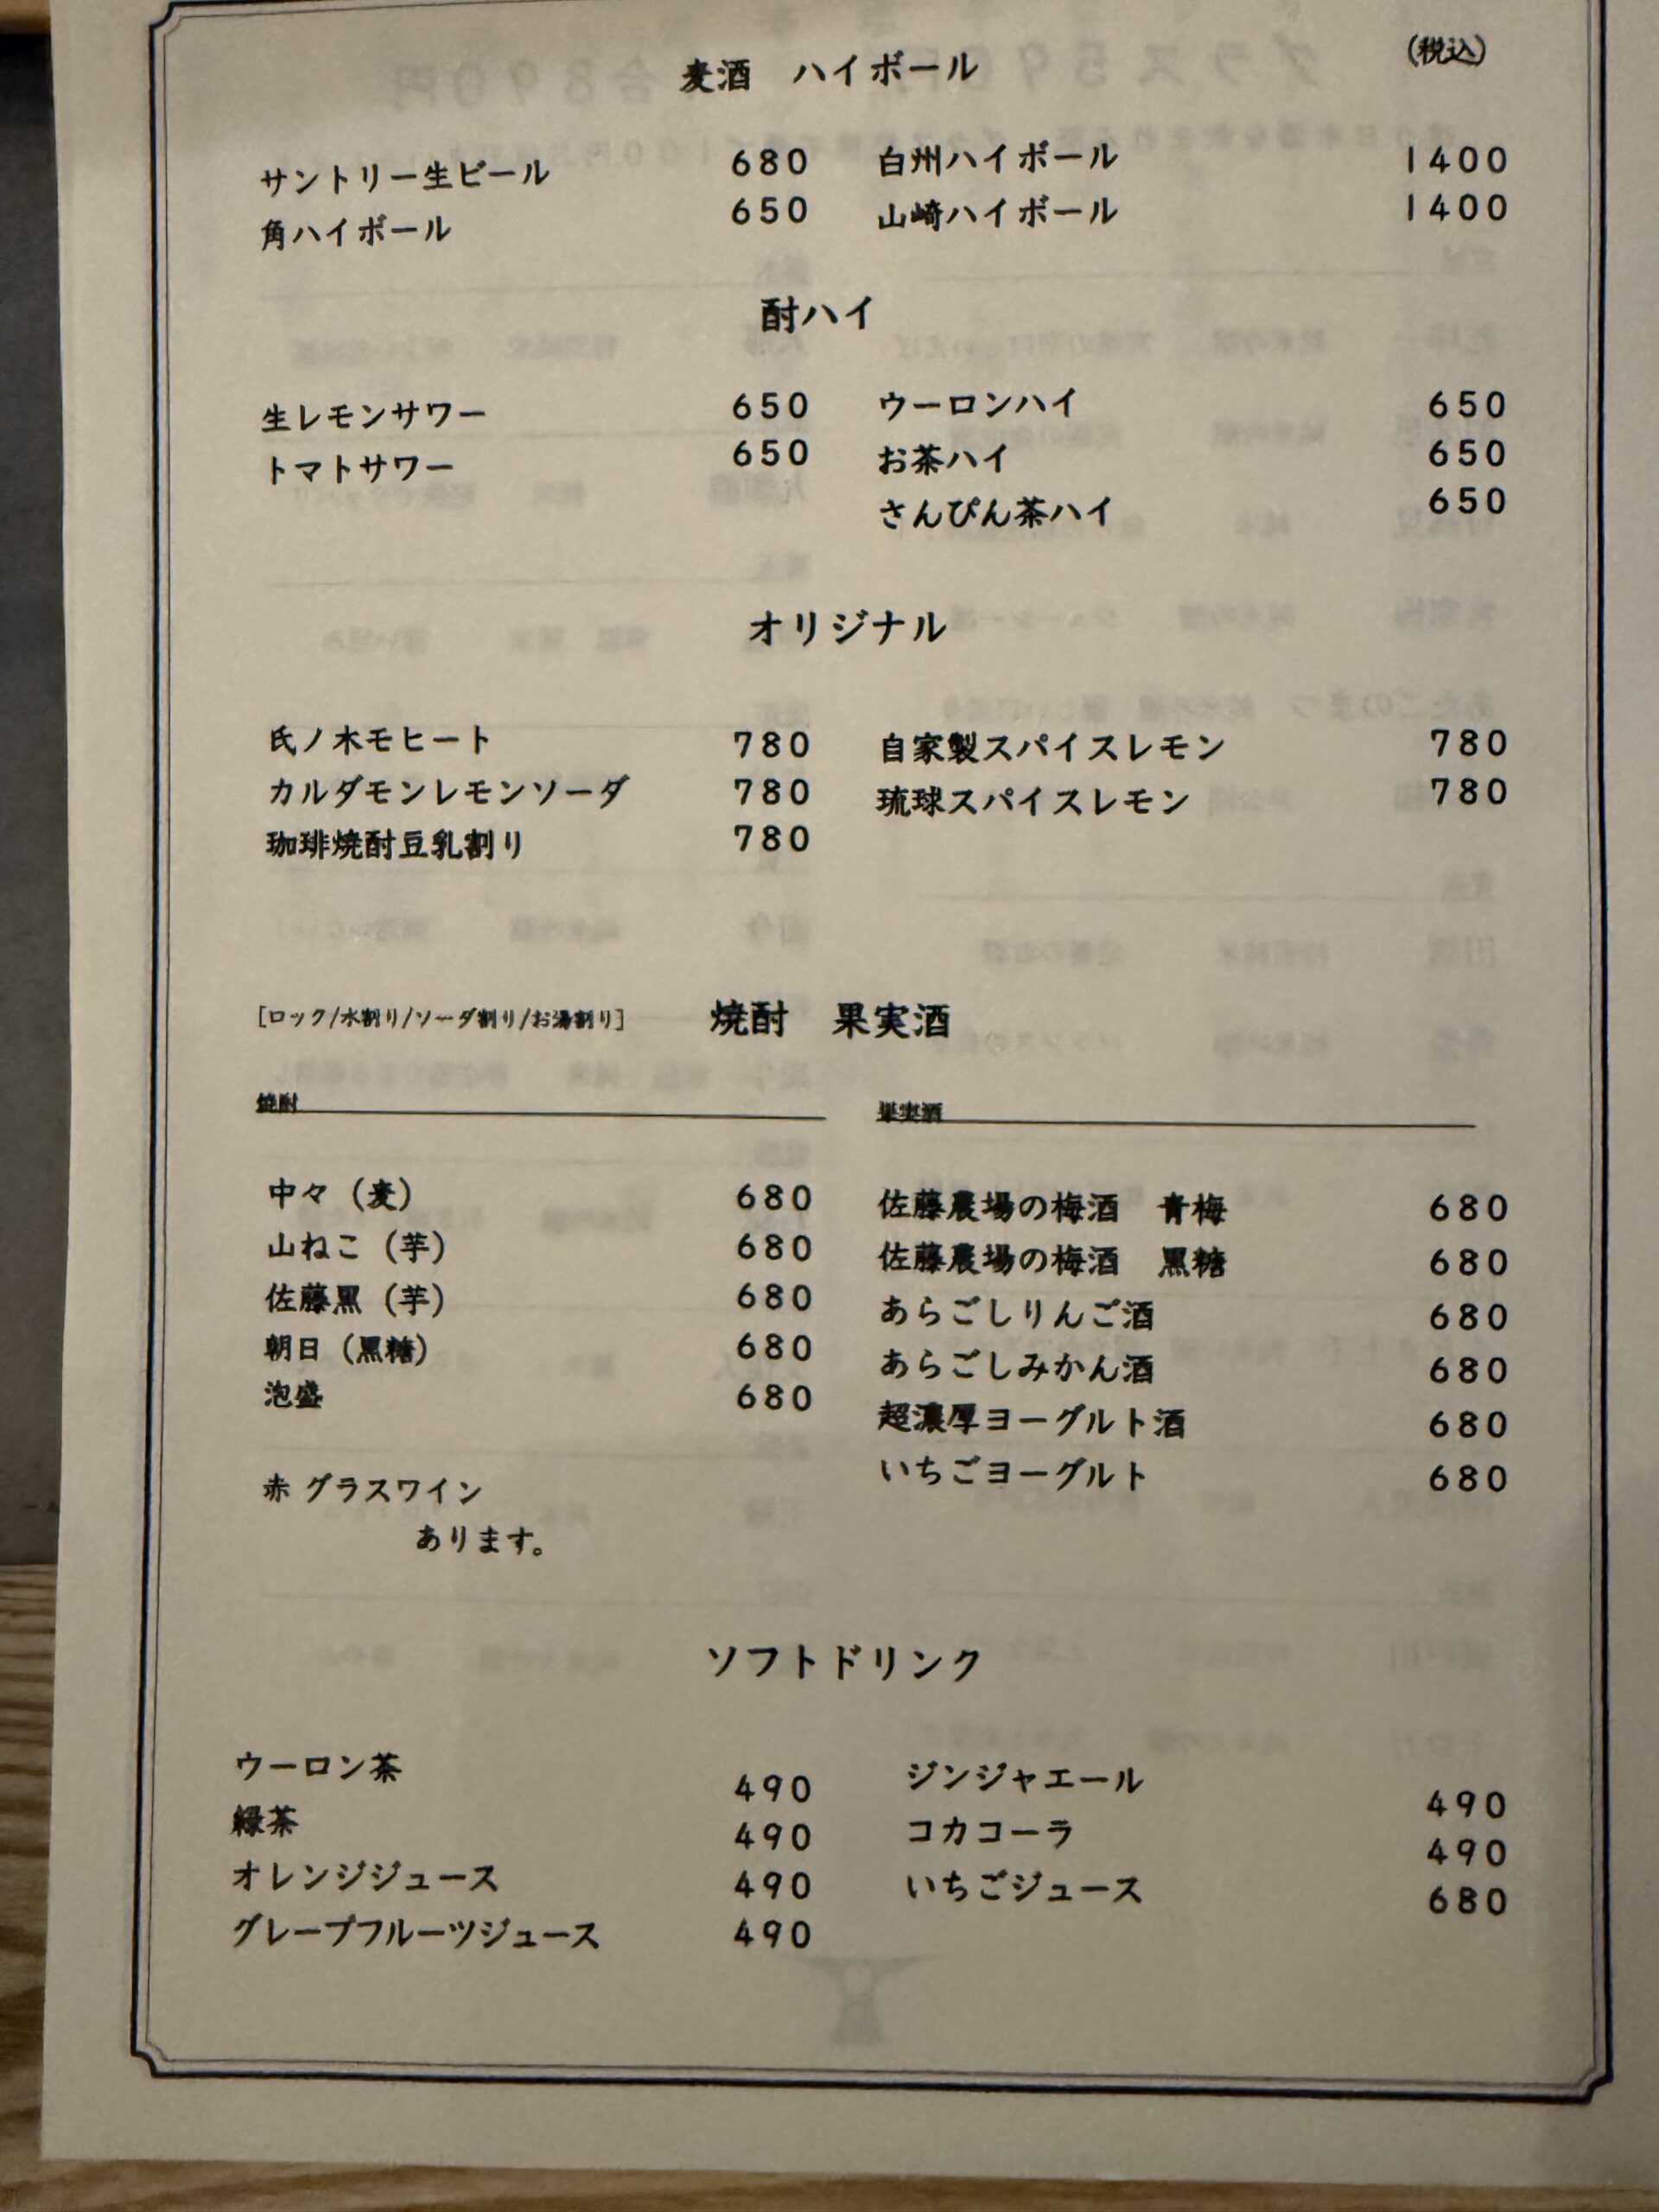 (税込)
麦酒　ハイボール
サントリー生ビール 680
角ハイボール 650
白州ハイボール 1400
山崎ハイボール 1400
酎ハイ
生レモンサワー 650
トマトサワー 650
ウーロンハイ 650
お茶ハイ 650
さんぴん茶ハイ 650
オリジナル
氏ノ木モヒート 780
カルダモンレモンソーダ 780
珈琲焼酎豆乳割り 780
自家製スパイスレモン 780
琉球スパイスレモン 780
[ロック/水割り/ソーダ割り/お湯割り]
焼酎　果実酒
焼酎
中々（麦） 680
山ねこ（芋） 680
佐藤黒（芋） 680
朝日（黒糖） 680
泡盛 680
赤 グラスワイン
あります。
果実酒
佐藤農場の梅酒　青梅 680
佐藤農場の梅酒　黒糖 680
あらごしりんご酒 680
あらごしみかん酒 680
超濃厚ヨーグルト酒 680
いちごヨーグルト 680
ソフトドリンク
ウーロン茶 490
緑茶 490
オレンジジュース 490
グレープフルーツジュース 490
ジンジャエール 490
コカコーラ 490
いちごジュース 680